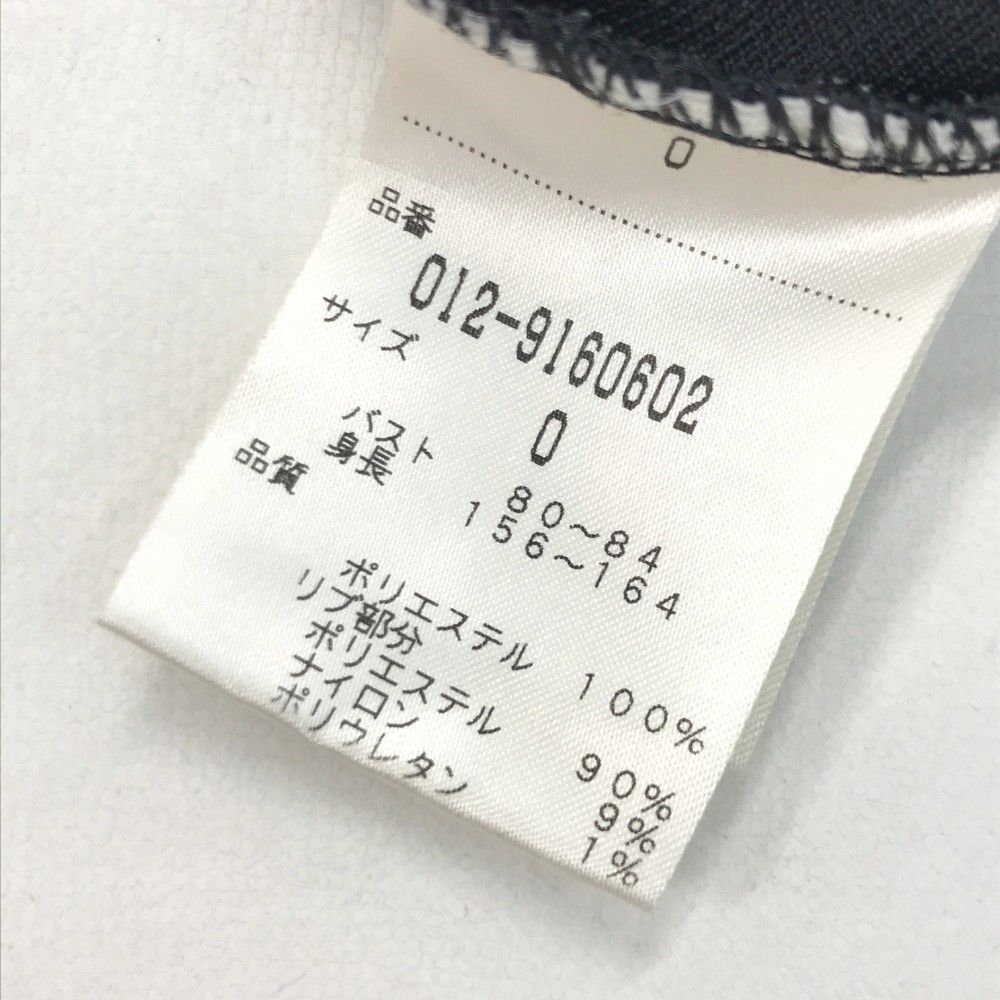 0
品番
012-9160602
サイズ 0
バスト 80~84
身長 156~164
品質
ポリエステル 100%
リブ部分
ポリエステル 90%
ナイロン 9%
ポリウレタン 1%